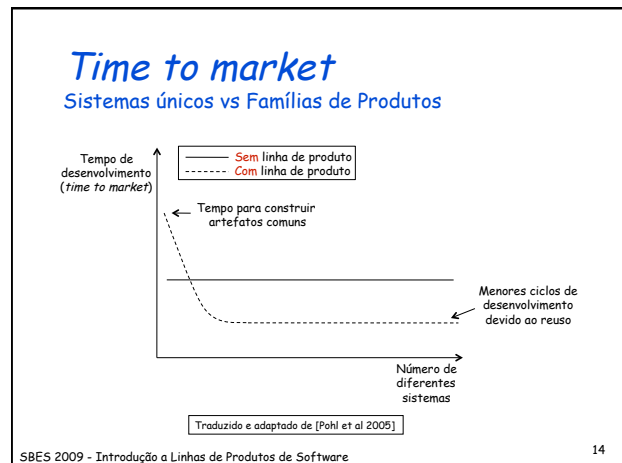 Time to market
Sistemas únicos vs Famílias de Produtos
Tempo de
desenvolvimento
(time to market)
Sem linha de produto
Com linha de produto
Tempo para construir
artefatos comuns
Menores ciclos de
desenvolvimento
devido ao reuso
Número de
diferentes
sistemas
Traduzido e adaptado de [Pohl et al 2005]
SBES 2009 - Introdução a Linhas de Produtos de Software
14